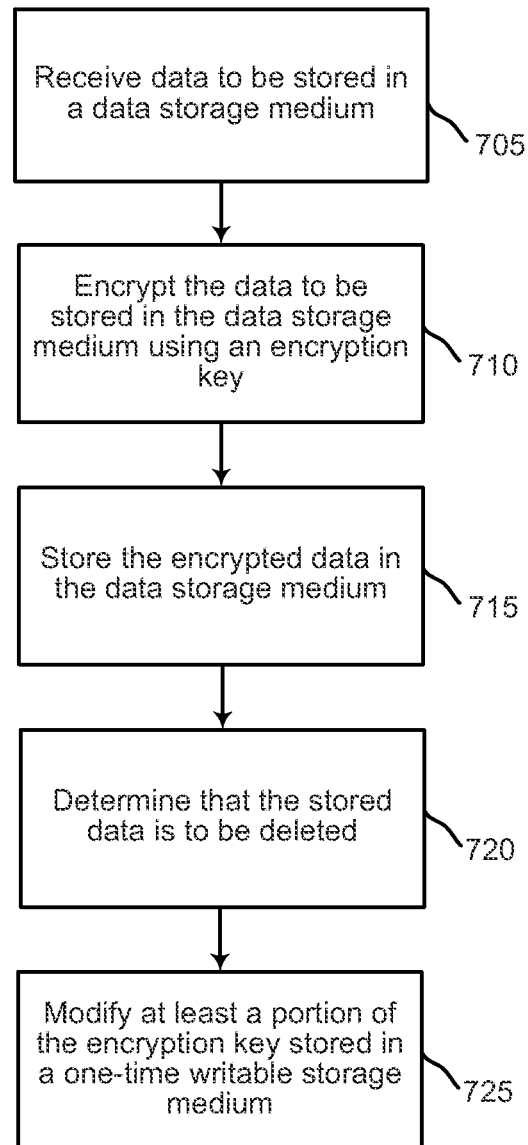 Receive data to be stored in
a data storage medium
705
Encrypt the data to be
stored in the data storage
medium using an encryption
key
710
Store the encrypted data in
the data storage medium
715
Determine that the stored
data is to be deleted
720
Modify at least a portion of
the encryption key stored in
a one-time writable storage
medium
725